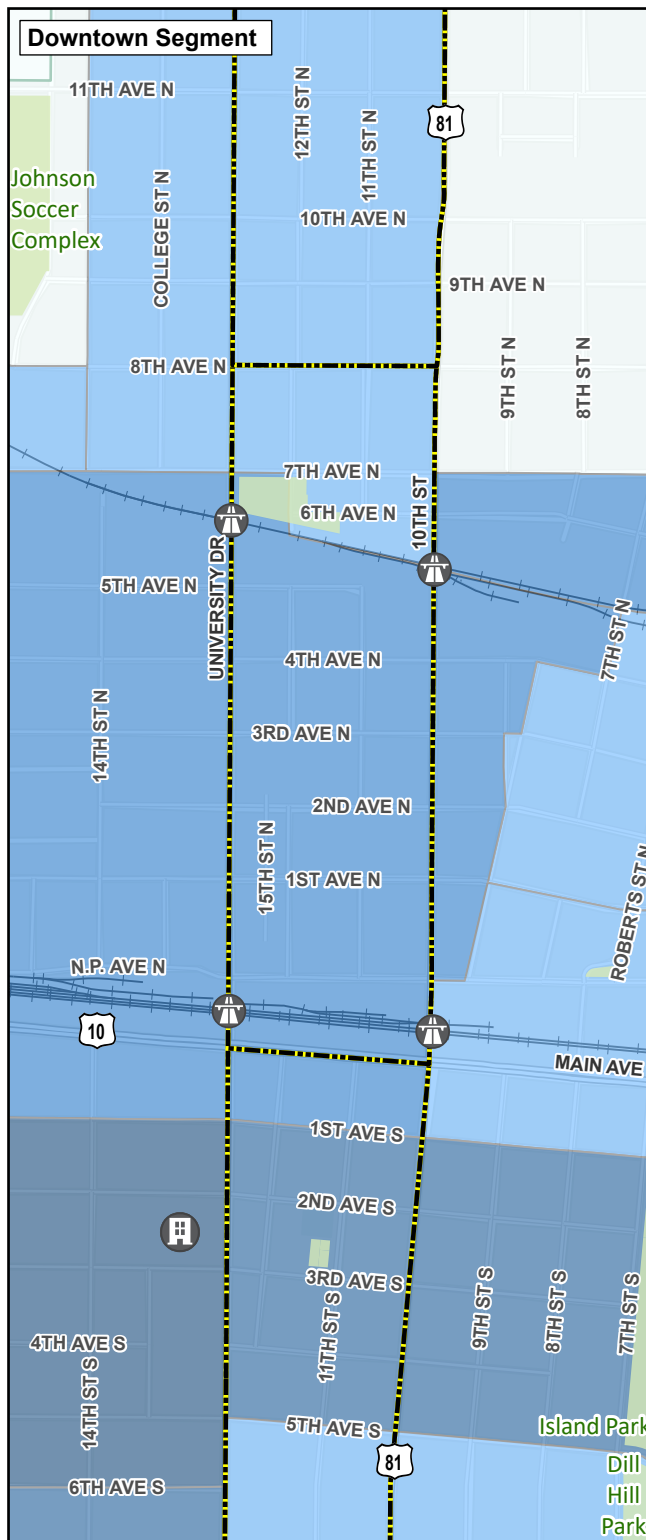 Downtown Segment
11TH AVE N
12TH ST N
11TH ST N
81
Johnson
Soccer
Complex
COLLEGE ST N
10TH AVE N
9TH AVE N
8TH AVE N
9TH ST N
8TH ST N
7TH AVE N
6TH AVE N
10TH ST
UNIVERSITY DR
5TH AVE N
7TH ST N
4TH AVE N
14TH ST N
3RD AVE N
2ND AVE N
15TH ST N
1ST AVE N
ROBERTS ST N
N.P. AVE N
10
MAIN AVE
1ST AVE S
2ND AVE S
3RD AVE S
11TH ST S
9TH ST S
8TH ST S
7TH ST S
4TH AVE S
14TH ST S
5TH AVE S
Island Park
81
Dill
Hill
Park
6TH AVE S